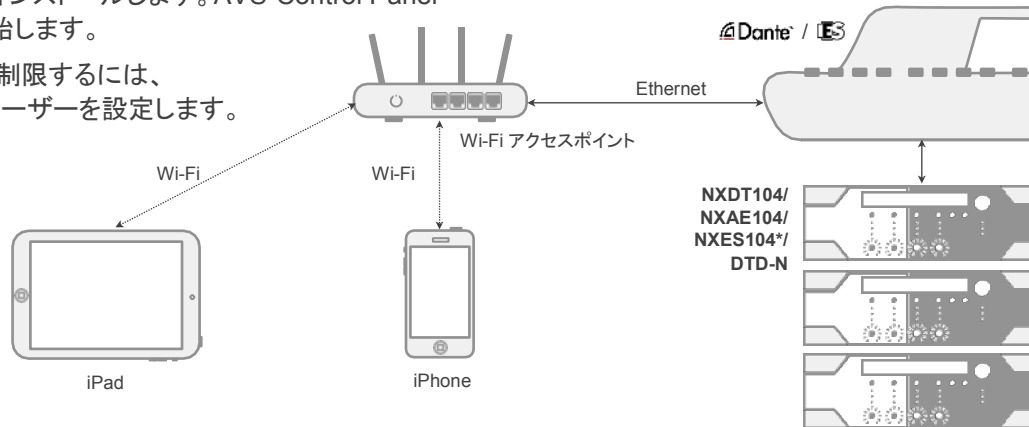 ンストールします。AVS-Control Panel
始します。
制限するには、
ーザーを設定します。
Dante / ES
Ethernet
Wi-Fi アクセスポイント
Wi-Fi
Wi-Fi
NXDT104/
NXAE104/
NXES104*/
DTD-N
iPad
iPhone